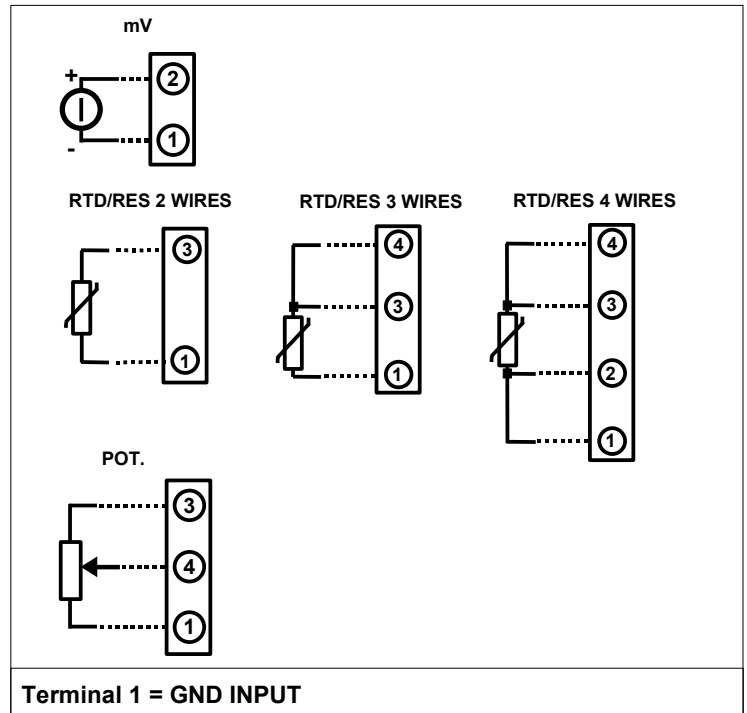 mV
+
2
-
1
RTD/RES 2 WIRES
3
1
RTD/RES 3 WIRES
4
3
1
RTD/RES 4 WIRES
4
3
2
1
POT.
3
4
1
Terminal 1 = GND INPUT